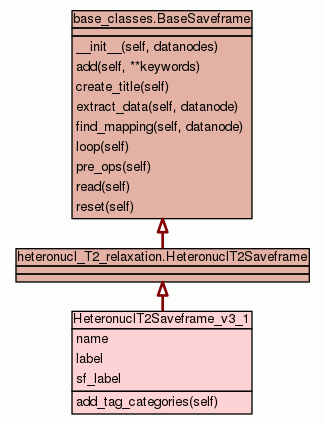 base_classes.BaseSaveframe
__init__(self, datanodes)
add(self, **keywords)
create_title(self)
extract_data(self, datanode)
find_mapping(self, datanode)
loop(self)
pre_ops(self)
read(self)
reset(self)
heteronucl_T2_relaxation.HeteronuclT2Saveframe
HeteronuclT2Saveframe_v3_1
name
label
sf_label
add_tag_categories(self)